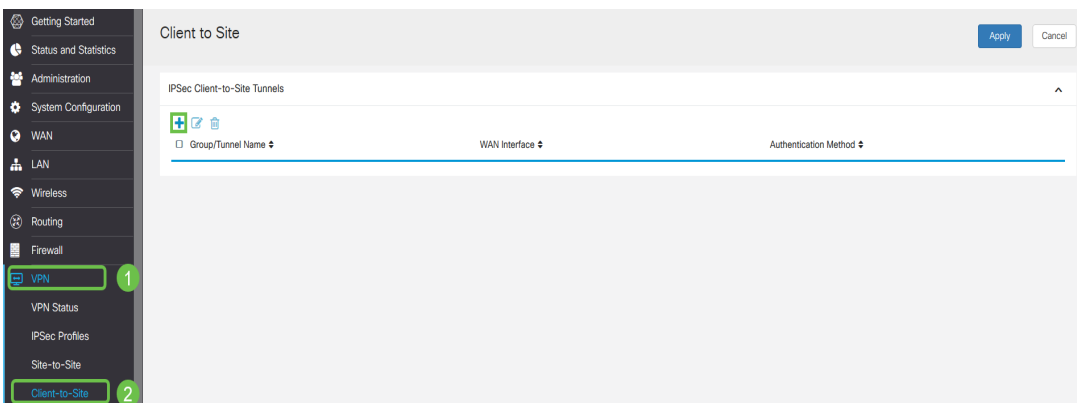 Getting Started
Status and Statistics
Administration
System Configuration
WAN
LAN
Wireless
Routing
Firewall
VPN 1
VPN Status
IPSec Profiles
Site-to-Site
Client-to-Site 2
Client to Site
Apply Cancel
IPSec Client-to-Site Tunnels
Group/Tunnel Name WAN Interface Authentication Method